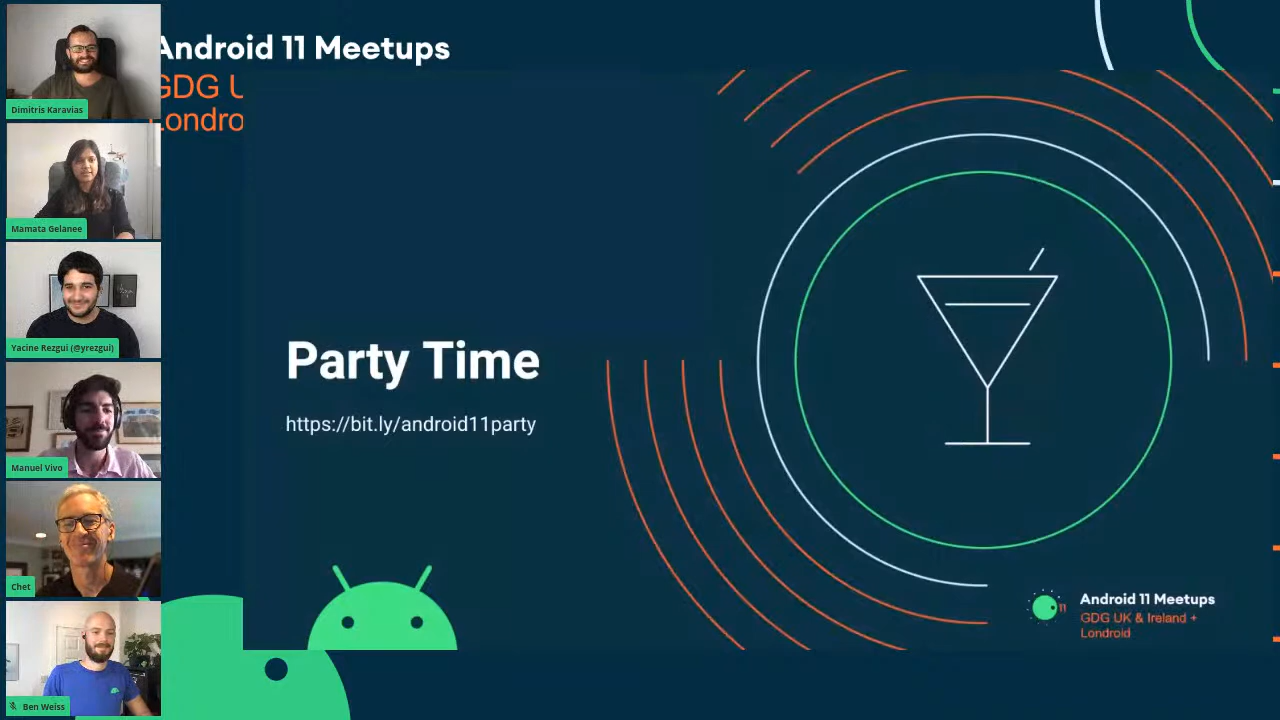 Android 11 Meetups
GDG U
Londro
Dimitris Karavias
Mamata Gelanee
Yacine Rezgui (@yrezgui)
Manuel Vivo
Chet
Ben Weiss
Party Time
https://bit.ly/android11party
11
Android 11 Meetups
GDG UK & Ireland +
Londroid